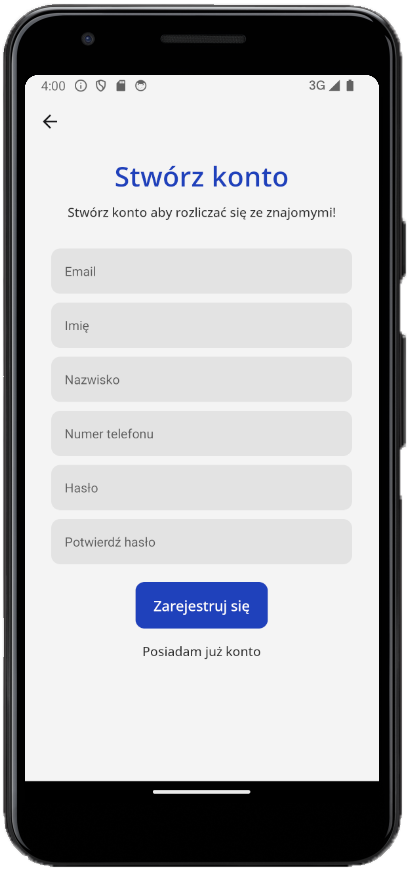 4:00
3G
Stwórz konto
Stwórz konto aby rozliczać się ze znajomymi!
Email
Imię
Nazwisko
Numer telefonu
Hasło
Potwierdź hasło
Zarejestruj się
Posiadam już konto